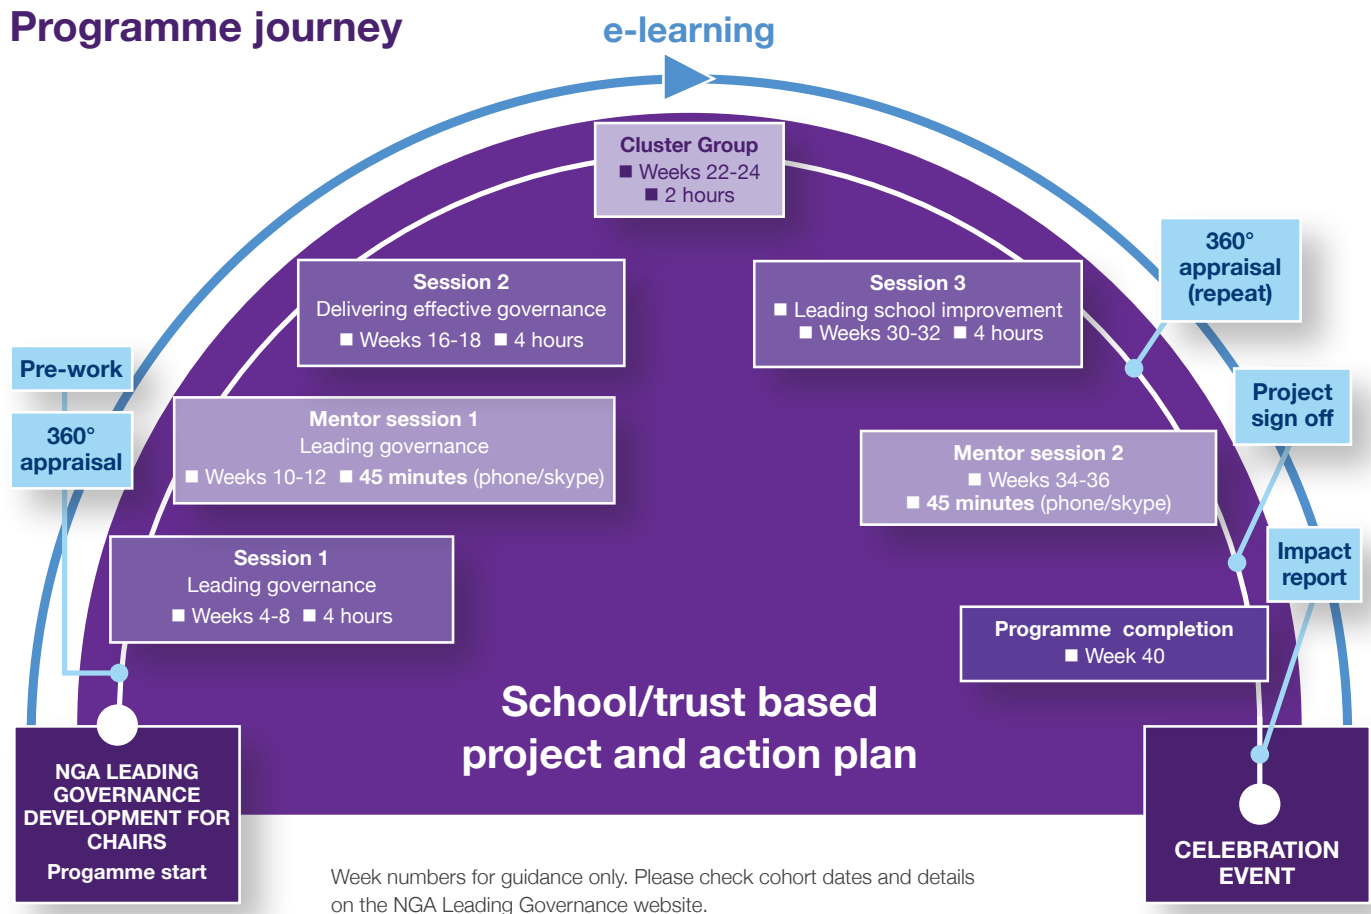 Programme journey
e-learning
Cluster Group
■ Weeks 22-24
■ 2 hours
Session 2
Delivering effective governance
■ Weeks 16-18 ■ 4 hours
Session 3
■ Leading school improvement
■ Weeks 30-32 ■ 4 hours
360°
appraisal
(repeat)
Pre-work
360°
appraisal
Mentor session 1
Leading governance
■ Weeks 10-12 ■ 45 minutes (phone/skype)
Project
sign off
Mentor session 2
■ Weeks 34-36
■ 45 minutes (phone/skype)
Session 1
Leading governance
■ Weeks 4-8 ■ 4 hours
Impact
report
Programme completion
■ Week 40
School/trust based
project and action plan
NGA LEADING
GOVERNANCE
DEVELOPMENT FOR
CHAIRS
Progamme start
CELEBRATION
EVENT
Week numbers for guidance only. Please check cohort dates and details
on the NGA Leading Governance website.